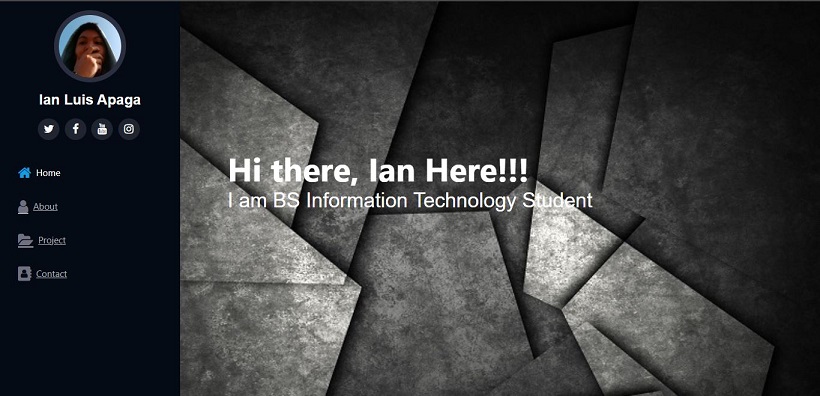 Ian Luis Apaga
Home
About
Project
Contact
Hi there, Ian Here!!!
I am BS Information Technology Student